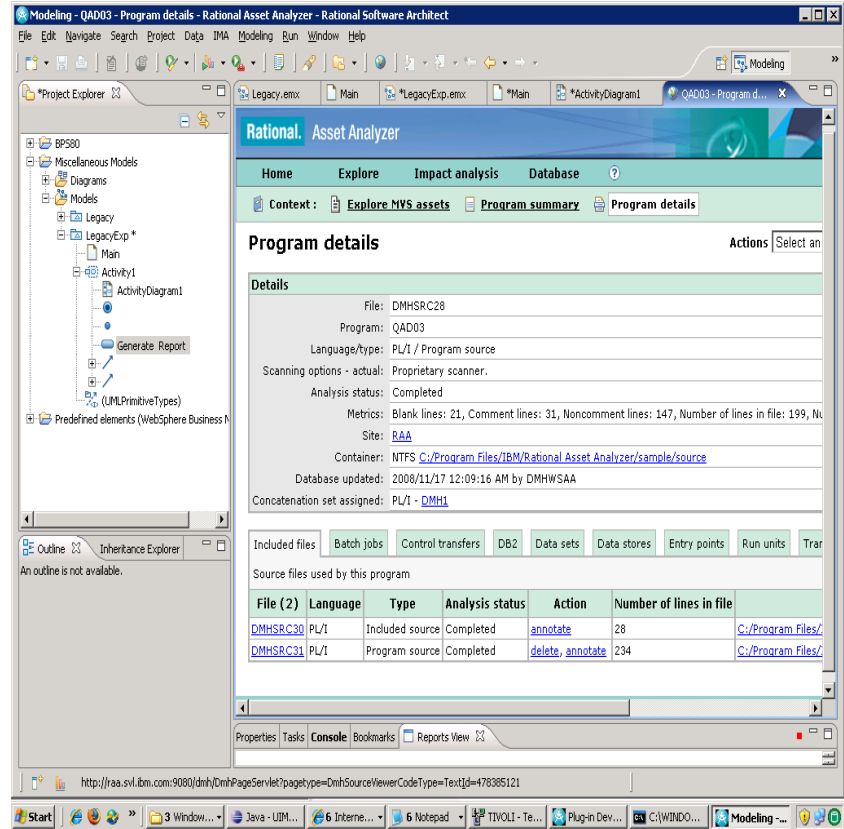 Modeling - QAD03 - Program details - Rational Asset Analyzer - Rational Software Architect
File Edit Navigate Search Project Data IMA Modeling Run Window Help
Modeling »
*Project Explorer
Legacy.emx Main *LegacyExp.emx *Main *ActivityDiagram1 QAD03 - Program d... X
BPS80
Miscellaneous Models
Diagrams
Models
Legacy
LegacyExp *
Main
Activity1
ActivityDiagram1
Generate Report
(UMLPrimitiveTypes)
Predefined elements (WebSphere Business M
Rational. Asset Analyzer
Home Explore Impact analysis Database ?
Context : Explore MVS assets Program summary Program details
Program details
Actions Select an
Details
File: DMHSRC28
Program: QAD03
Language/type: PL/I / Program source
Scanning options - actual: Proprietary scanner.
Analysis status: Completed
Metrics: Blank lines: 21, Comment lines: 31, Noncomment lines: 147, Number of lines in file: 199, Nu
Site: RAA
Container: NTFS C:/Program Files/IBM/Rational Asset Analyzer/sample/source
Database updated: 2008/11/17 12:09:16 AM by DMHWSAA
Concatenation set assigned: PL/I - DMH1
Included files Batch jobs Control transfers DB2 Data sets Data stores Entry points Run units Tran
Source files used by this program
File (2) Language Type Analysis status Action Number of lines in file
DMHSRC30 PL/I Included source Completed annotate 28 C:/Program Files/
DMHSRC31 PL/I Program source Completed delete, annotate 234 C:/Program Files/
Outline Inheritance Explorer
An outline is not available.
Properties Tasks Console Bookmarks Reports View
http://raa.svl.ibm.com:9080/dmh/DmhPageServlet?pagetype=DmhSourceViewerCodeType=TextId=478385121
Start » 3 Window... Java - UIM... 6 Interne... 6 Notepad TIVOLI - Te... Plug-in Dev... C:\WINDO... Modeling -...